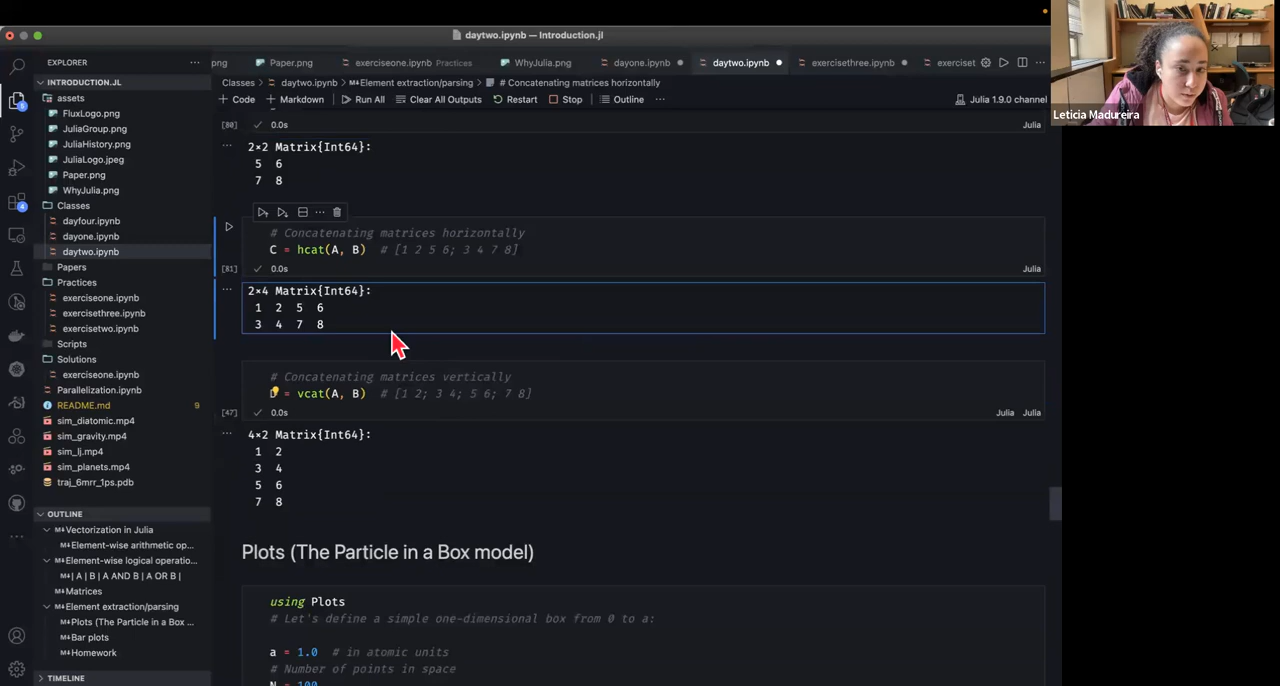 daytwo.ipynb — Introduction.jl
EXPLORER
INTRODUCTION.JL
assets
FluxLogo.png
JuliaGroup.png
JuliaHistory.png
JuliaLogo.jpeg
Paper.png
WhyJulia.png
Classes
dayfour.ipynb
dayone.ipynb
daytwo.ipynb
Papers
Practices
exerciseone.ipynb
exercisethree.ipynb
exercisetwo.ipynb
Scripts
Solutions
exerciseone.ipynb
Parallelization.ipynb
README.md 9
sim_diatomic.mp4
sim_gravity.mp4
sim_lj.mp4
sim_planets.mp4
traj_6mrr_1ps.pdb
OUTLINE
Vectorization in Julia
Element-wise arithmetic op...
Element-wise logical operatio...
| A | B | A AND B | A OR B |
Matrices
Element extraction/parsing
Plots (The Particle in a Box ...
Bar plots
Homework
TIMELINE
5
4
png Paper.png exerciseone.ipynb Practices WhyJulia.png dayone.ipynb daytwo.ipynb exercisethree.ipynb exerciset
Classes daytwo.ipynb Element extraction/parsing # Concatenating matrices horizontally
Code Markdown Run All Clear All Outputs Restart Stop Outline Julia 1.9.0 channel
[80] 0.0s Julia
2×2 Matrix{Int64}:
5 6
7 8
# Concatenating matrices horizontally
C = hcat(A, B) # [1 2 5 6; 3 4 7 8]
[81] 0.0s Julia
2×4 Matrix{Int64}:
1 2 5 6
3 4 7 8
# Concatenating matrices vertically
= vcat(A, B) # [1 2; 3 4; 5 6; 7 8]
[47] 0.0s Julia Julia
4×2 Matrix{Int64}:
1 2
3 4
5 6
7 8
Plots (The Particle in a Box model)
using Plots
# Let's define a simple one-dimensional box from 0 to a:
a = 1.0 # in atomic units
# Number of points in space
N = 100
Leticia Madureira